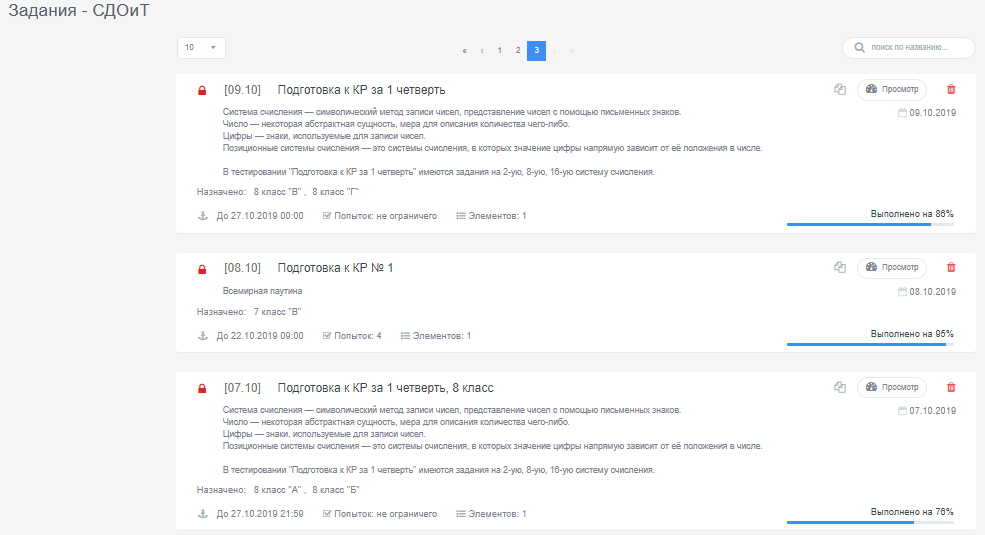 Задания - СДОиТ
10 « ‹ 1 2 3 › » поиск по названию...
[09.10] Подготовка к КР за 1 четверть Просмотр
Система счисления — символический метод записи чисел, представление чисел с помощью письменных знаков. 09.10.2019
Число — некоторая абстрактная сущность, мера для описания количества чего-либо.
Цифры — знаки, используемые для записи чисел.
Позиционные системы счисления — это системы счисления, в которых значение цифры напрямую зависит от её положения в числе.
В тестировании "Подготовка к КР за 1 четверть" имеются задания на 2-ую, 8-ую, 16-ую систему счисления.
Назначено: 8 класс "В" , 8 класс "Г"
До 27.10.2019 00:00 Попыток: не ограничего Элементов: 1 Выполнено на 86%
[08.10] Подготовка к КР № 1 Просмотр
Всемирная паутина 08.10.2019
Назначено: 7 класс "В"
До 22.10.2019 09:00 Попыток: 4 Элементов: 1 Выполнено на 95%
[07.10] Подготовка к КР за 1 четверть, 8 класс Просмотр
Система счисления — символический метод записи чисел, представление чисел с помощью письменных знаков. 07.10.2019
Число — некоторая абстрактная сущность, мера для описания количества чего-либо.
Цифры — знаки, используемые для записи чисел.
Позиционные системы счисления — это системы счисления, в которых значение цифры напрямую зависит от её положения в числе.
В тестировании "Подготовка к КР за 1 четверть" имеются задания на 2-ую, 8-ую, 16-ую систему счисления.
Назначено: 8 класс "А" , 8 класс "Б"
До 27.10.2019 21:59 Попыток: не ограничего Элементов: 1 Выполнено на 76%